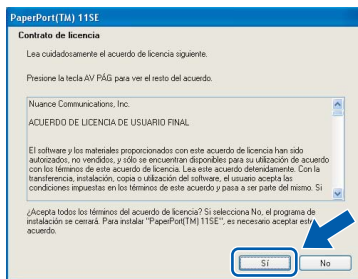 PaperPort(TM) 11SE
Contrato de licencia
Lea cuidadosamente el acuerdo de licencia siguiente.
Presione la tecla AV PÁG para ver el resto del acuerdo.
Nuance Communications, Inc.
ACUERDO DE LICENCIA DE USUARIO FINAL
El software y los materiales proporcionados con este acuerdo de licencia han sido
autorizados, no vendidos, y sólo se encuentran disponibles para su utilización de acuerdo
con los términos de este acuerdo de licencia. Lea este acuerdo detenidamente. Con la
transferencia, instalación, copia o utilización del software, el usuario acepta las
condiciones impuestas en los términos de este acuerdo y pasa a ser parte del mismo. Si
¿Acepta todos los términos del acuerdo de licencia? Si selecciona No, el programa de
instalación se cerrará. Para instalar "PaperPort(TM) 11SE", es necesario aceptar este
acuerdo.
Sí
No